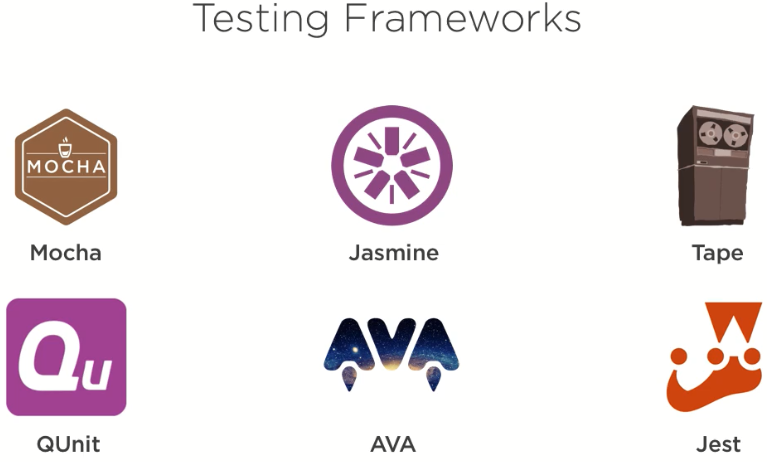 Testing Frameworks
MOCHA
Mocha
Jasmine
Tape
Qu
AVA
QUnit
AVA
Jest